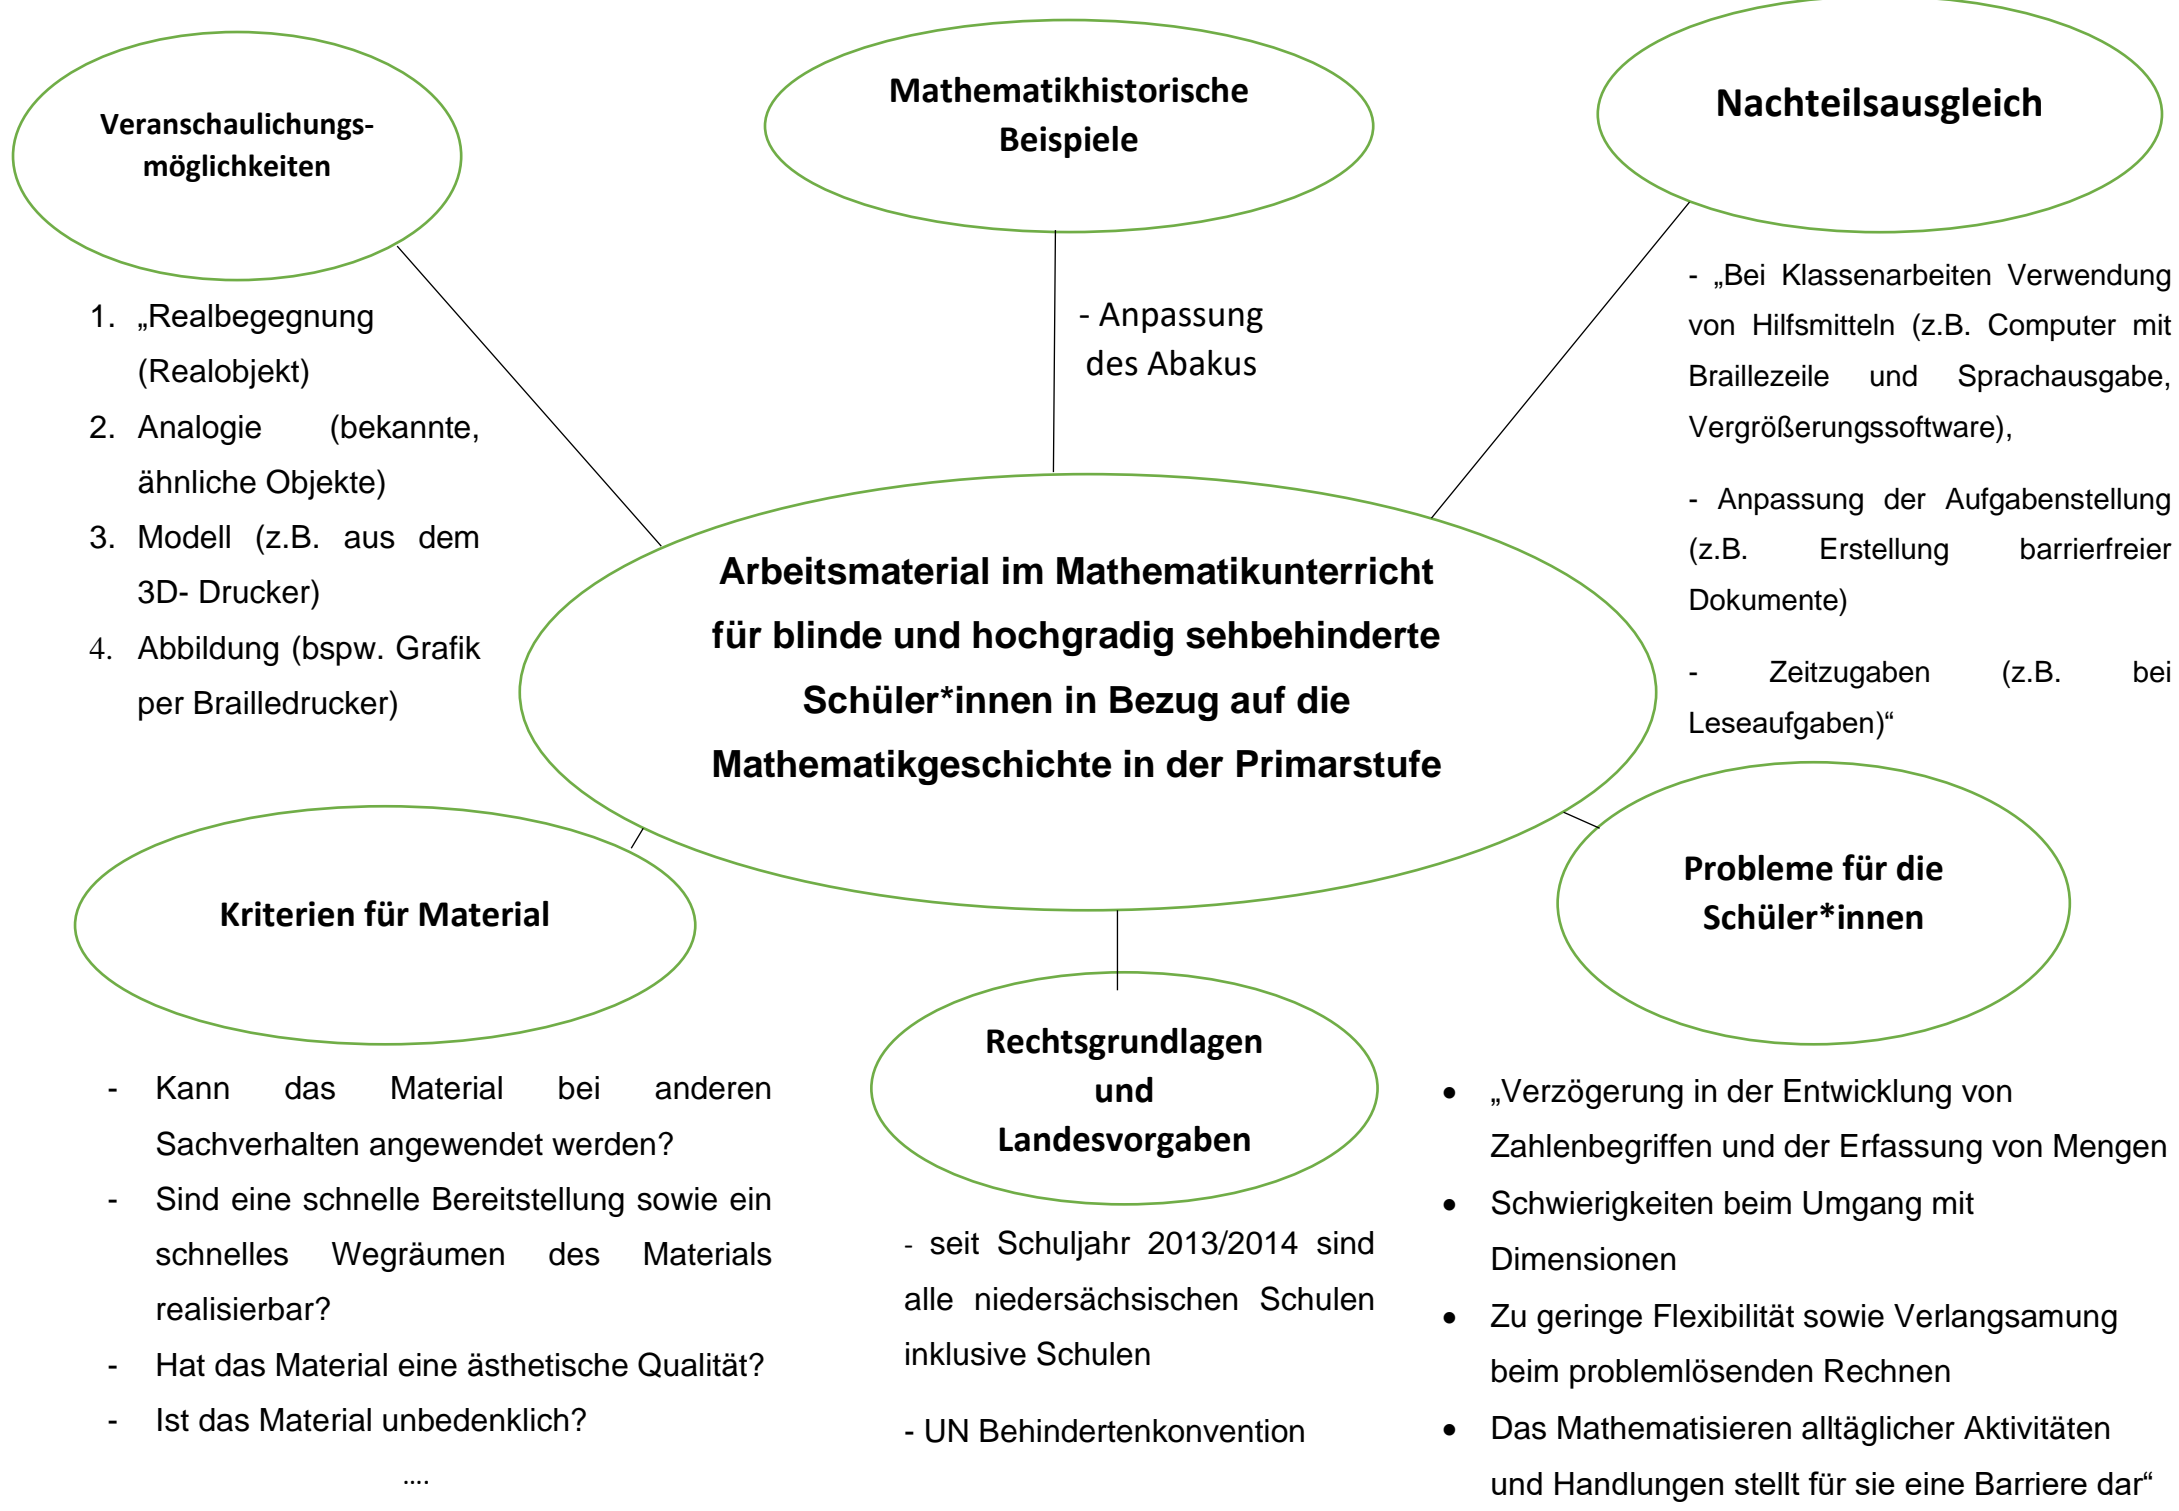 Veranschaulichungs-
möglichkeiten
1. „Realbegegnung
(Realobjekt)
2. Analogie (bekannte,
ähnliche Objekte)
3. Modell (z.B. aus dem
3D- Drucker)
4. Abbildung (bspw. Grafik
per Brailledrucker)
Mathematikhistorische
Beispiele
- Anpassung
des Abakus
Nachteilsausgleich
- „Bei Klassenarbeiten Verwendung
von Hilfsmitteln (z.B. Computer mit
Braillezeile und Sprachausgabe,
Vergrößerungssoftware),
- Anpassung der Aufgabenstellung
(z.B. Erstellung barrierfreier
Dokumente)
- Zeitzugaben (z.B. bei
Leseaufgaben)“
Arbeitsmaterial im Mathematikunterricht
für blinde und hochgradig sehbehinderte
Schüler*innen in Bezug auf die
Mathematikgeschichte in der Primarstufe
Kriterien für Material
- Kann das Material bei anderen
Sachverhalten angewendet werden?
- Sind eine schnelle Bereitstellung sowie ein
schnelles Wegräumen des Materials
realisierbar?
- Hat das Material eine ästhetische Qualität?
- Ist das Material unbedenklich?
....
Rechtsgrundlagen
und
Landesvorgaben
- seit Schuljahr 2013/2014 sind
alle niedersächsischen Schulen
inklusive Schulen
- UN Behindertenkonvention
Probleme für die
Schüler*innen
• „Verzögerung in der Entwicklung von
Zahlenbegriffen und der Erfassung von Mengen
• Schwierigkeiten beim Umgang mit
Dimensionen
• Zu geringe Flexibilität sowie Verlangsamung
beim problemlösenden Rechnen
• Das Mathematisieren alltäglicher Aktivitäten
und Handlungen stellt für sie eine Barriere dar“